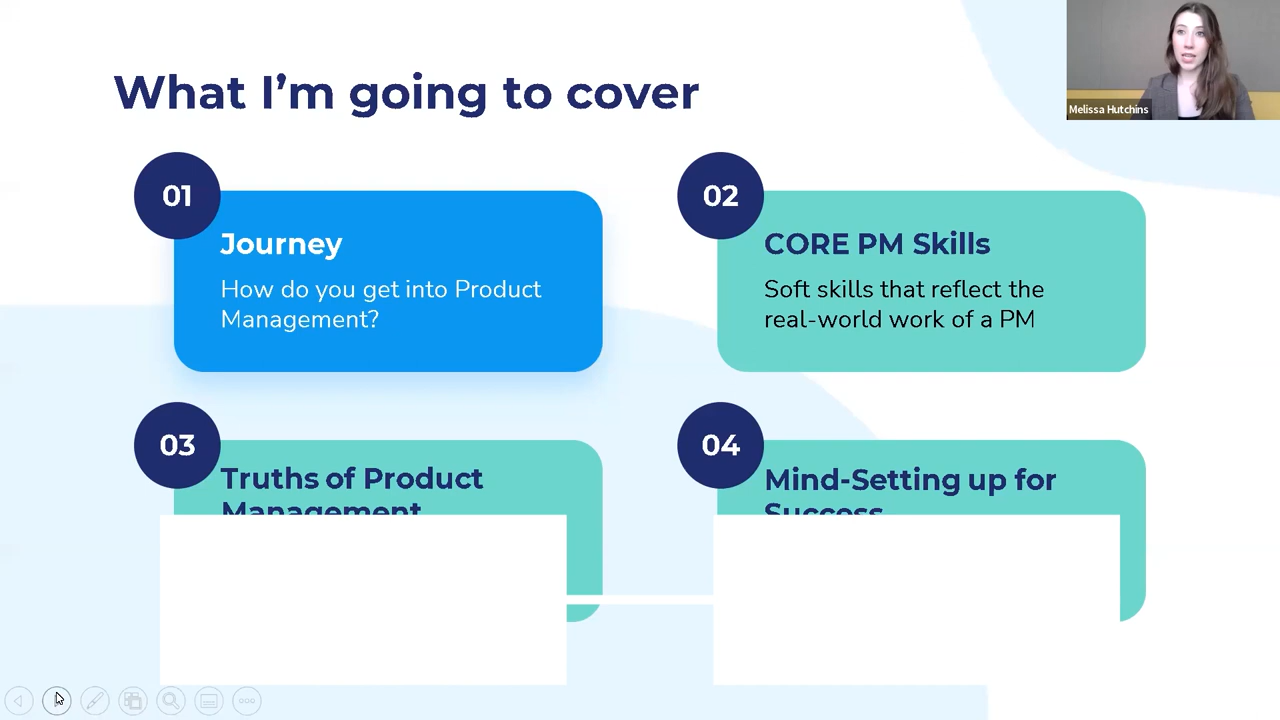 What I'm going to cover
Melissa Hutchins
01
Journey
How do you get into Product
Management?
02
CORE PM Skills
Soft skills that reflect the
real-world work of a PM
03
Truths of Product
Management
04
Mind-Setting up for
Success